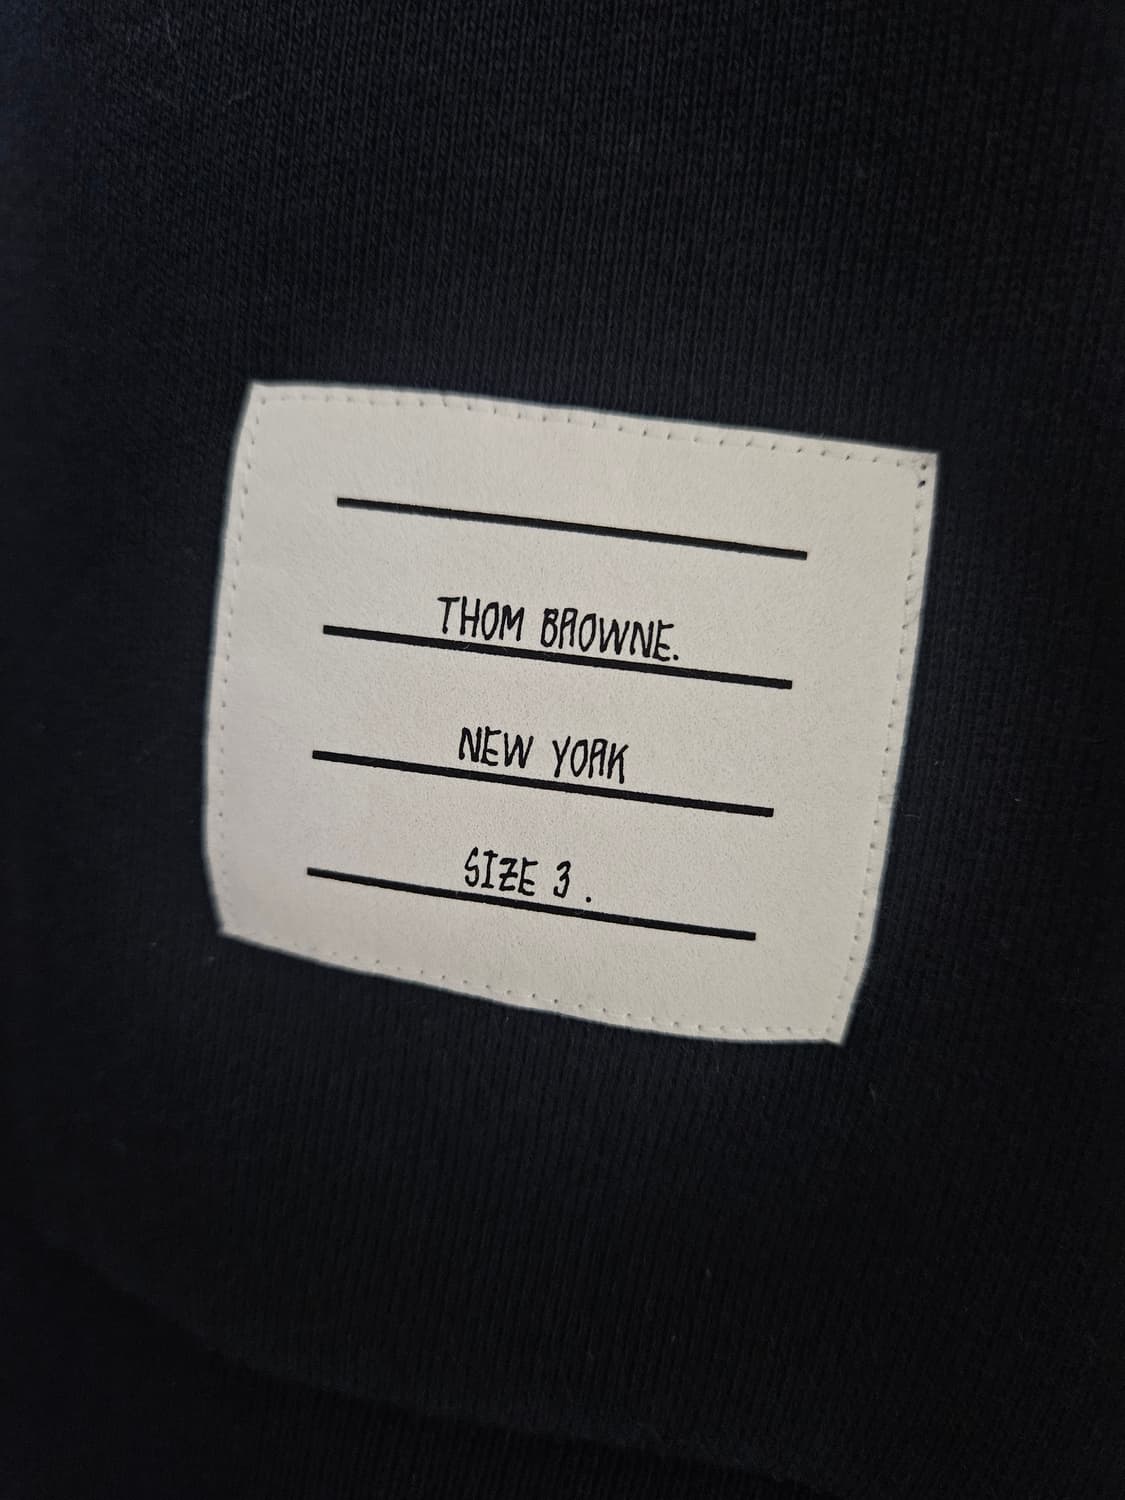 THOM BROWNE.
NEW YORK
SIZE 3 .